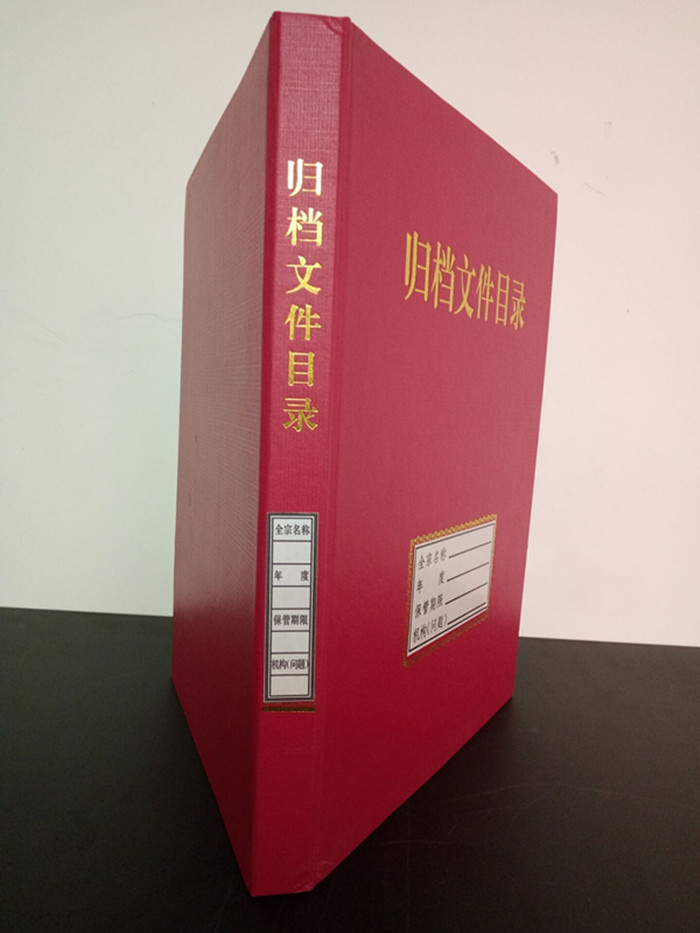 归档文件目录
全宗名称
年 度
保管期限
机构(问题)
归档文件目录
全宗名称
年 度
保管期限
机构(问题)